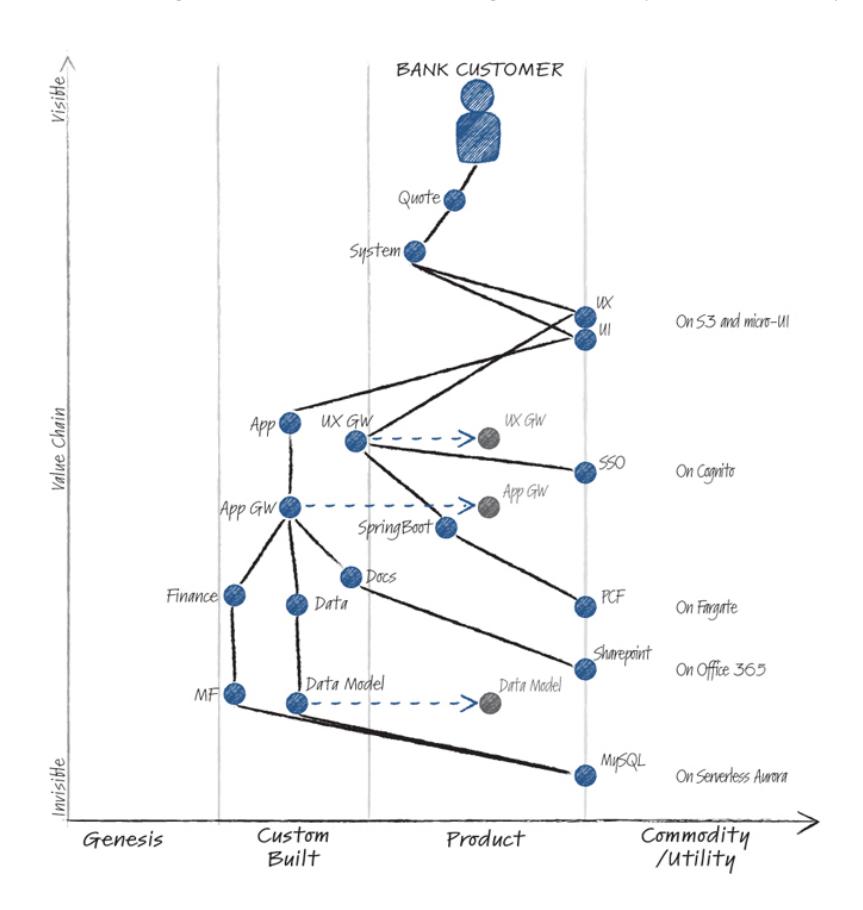 BANK CUSTOMER
Visible
Quote
System
UX
UI
On S3 and micro-UI
App
UX GW
UX GW
Value Chain
SSO
On Cognito
App GW
App GW
SpringBoot
Docs
Finance
Data
PCF
On Fargate
Sharepoint
On Office 365
MF
Data Model
Data Model
MySQL
On Serverless Aurora
Invisible
Genesis
Custom
Built
Product
Commodity
/Utility